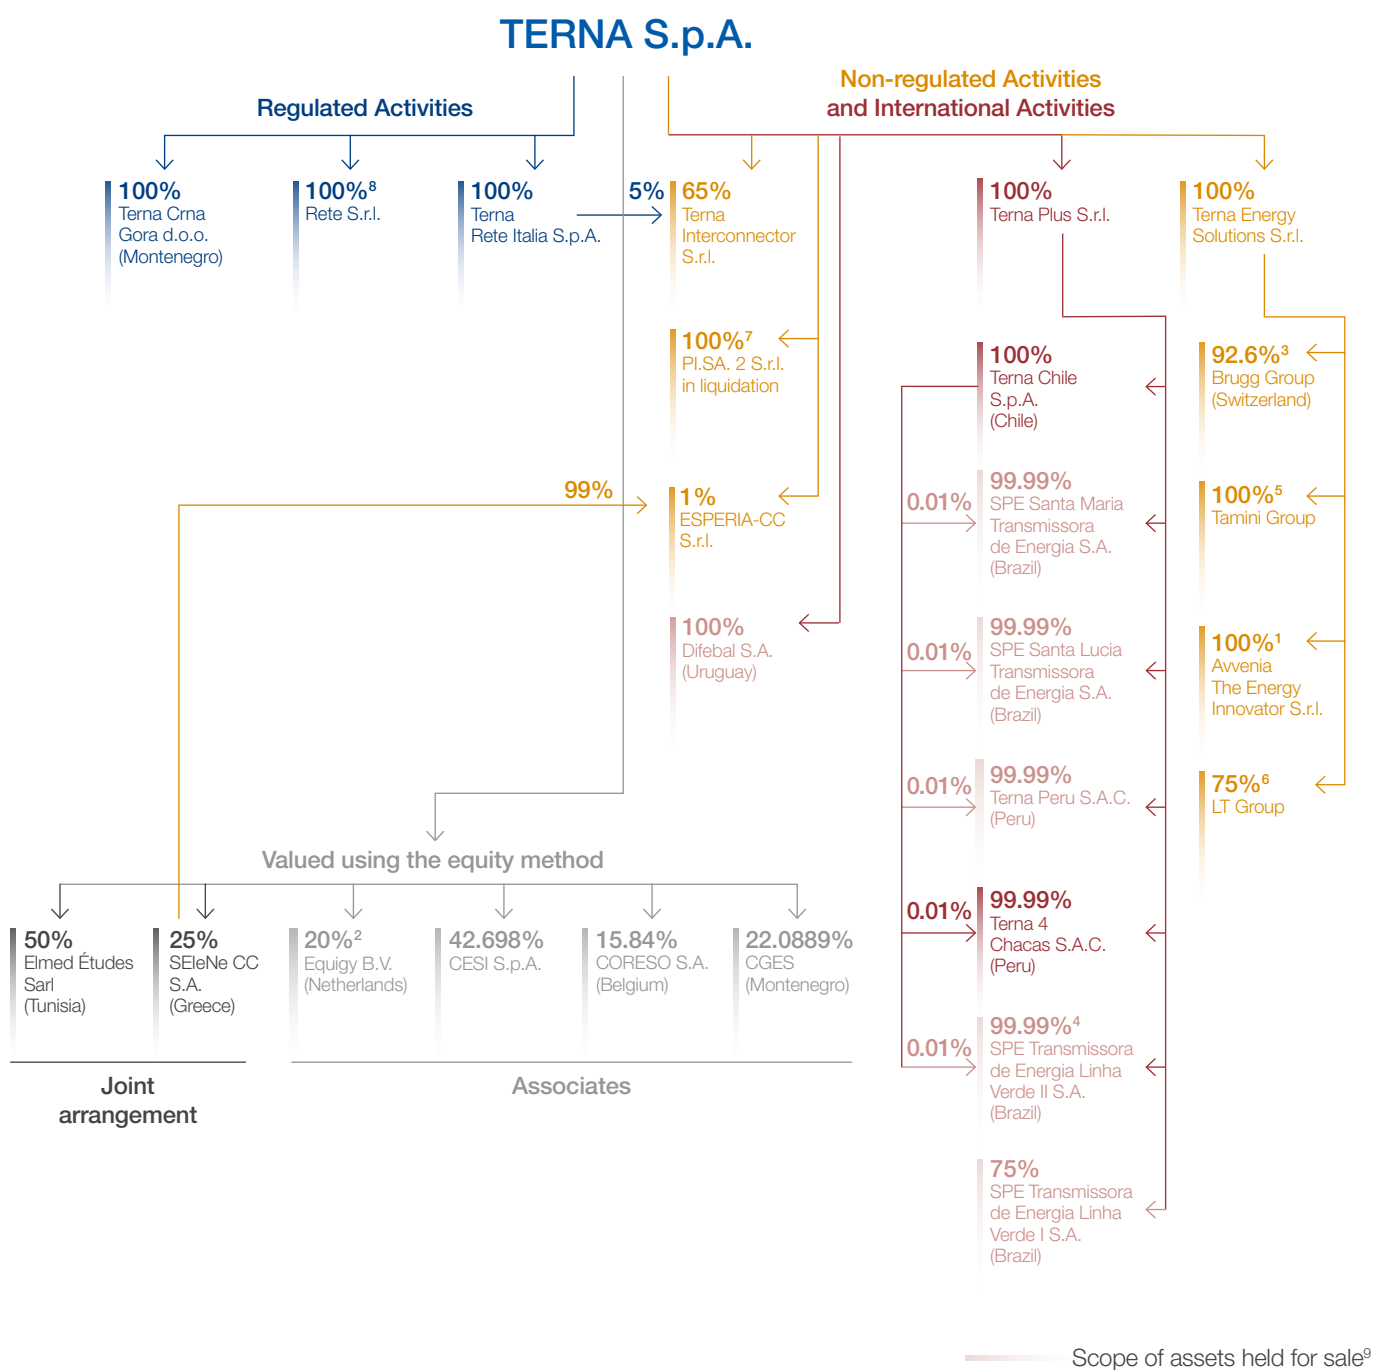 TERNA S.p.A.
Regulated Activities
Non-regulated Activities
and International Activities
100%
Terna Crna
Gora d.o.o.
(Montenegro)
100%⁸
Rete S.r.l.
100%
Terna
Rete Italia S.p.A.
5%
65%
Terna
Interconnector
S.r.l.
100%
Terna Plus S.r.l.
100%
Terna Energy
Solutions S.r.l.
100%⁷
PI.SA. 2 S.r.l.
in liquidation
99%
1%
ESPERIA-CC
S.r.l.
100%
Difebal S.A.
(Uruguay)
100%
Terna Chile
S.p.A.
(Chile)
0.01%
99.99%
SPE Santa Maria
Transmissora
de Energia S.A.
(Brazil)
0.01%
99.99%
SPE Santa Lucia
Transmissora
de Energia S.A.
(Brazil)
0.01%
99.99%
Terna Peru S.A.C.
(Peru)
0.01%
99.99%
Terna 4
Chacas S.A.C.
(Peru)
0.01%
99.99%⁴
SPE Transmissora
de Energia Linha
Verde II S.A.
(Brazil)
75%
SPE Transmissora
de Energia Linha
Verde I S.A.
(Brazil)
92.6%³
Brugg Group
(Switzerland)
100%⁵
Tamini Group
100%¹
Avvenia
The Energy
Innovator S.r.l.
75%⁶
LT Group
Valued using the equity method
50%
Elmed Études
Sarl
(Tunisia)
25%
SEleNe CC
S.A.
(Greece)
20%²
Equigy B.V.
(Netherlands)
42.698%
CESI S.p.A.
15.84%
CORESO S.A.
(Belgium)
22.0889%
CGES
(Montenegro)
Joint
arrangement
Associates
Scope of assets held for sale⁹